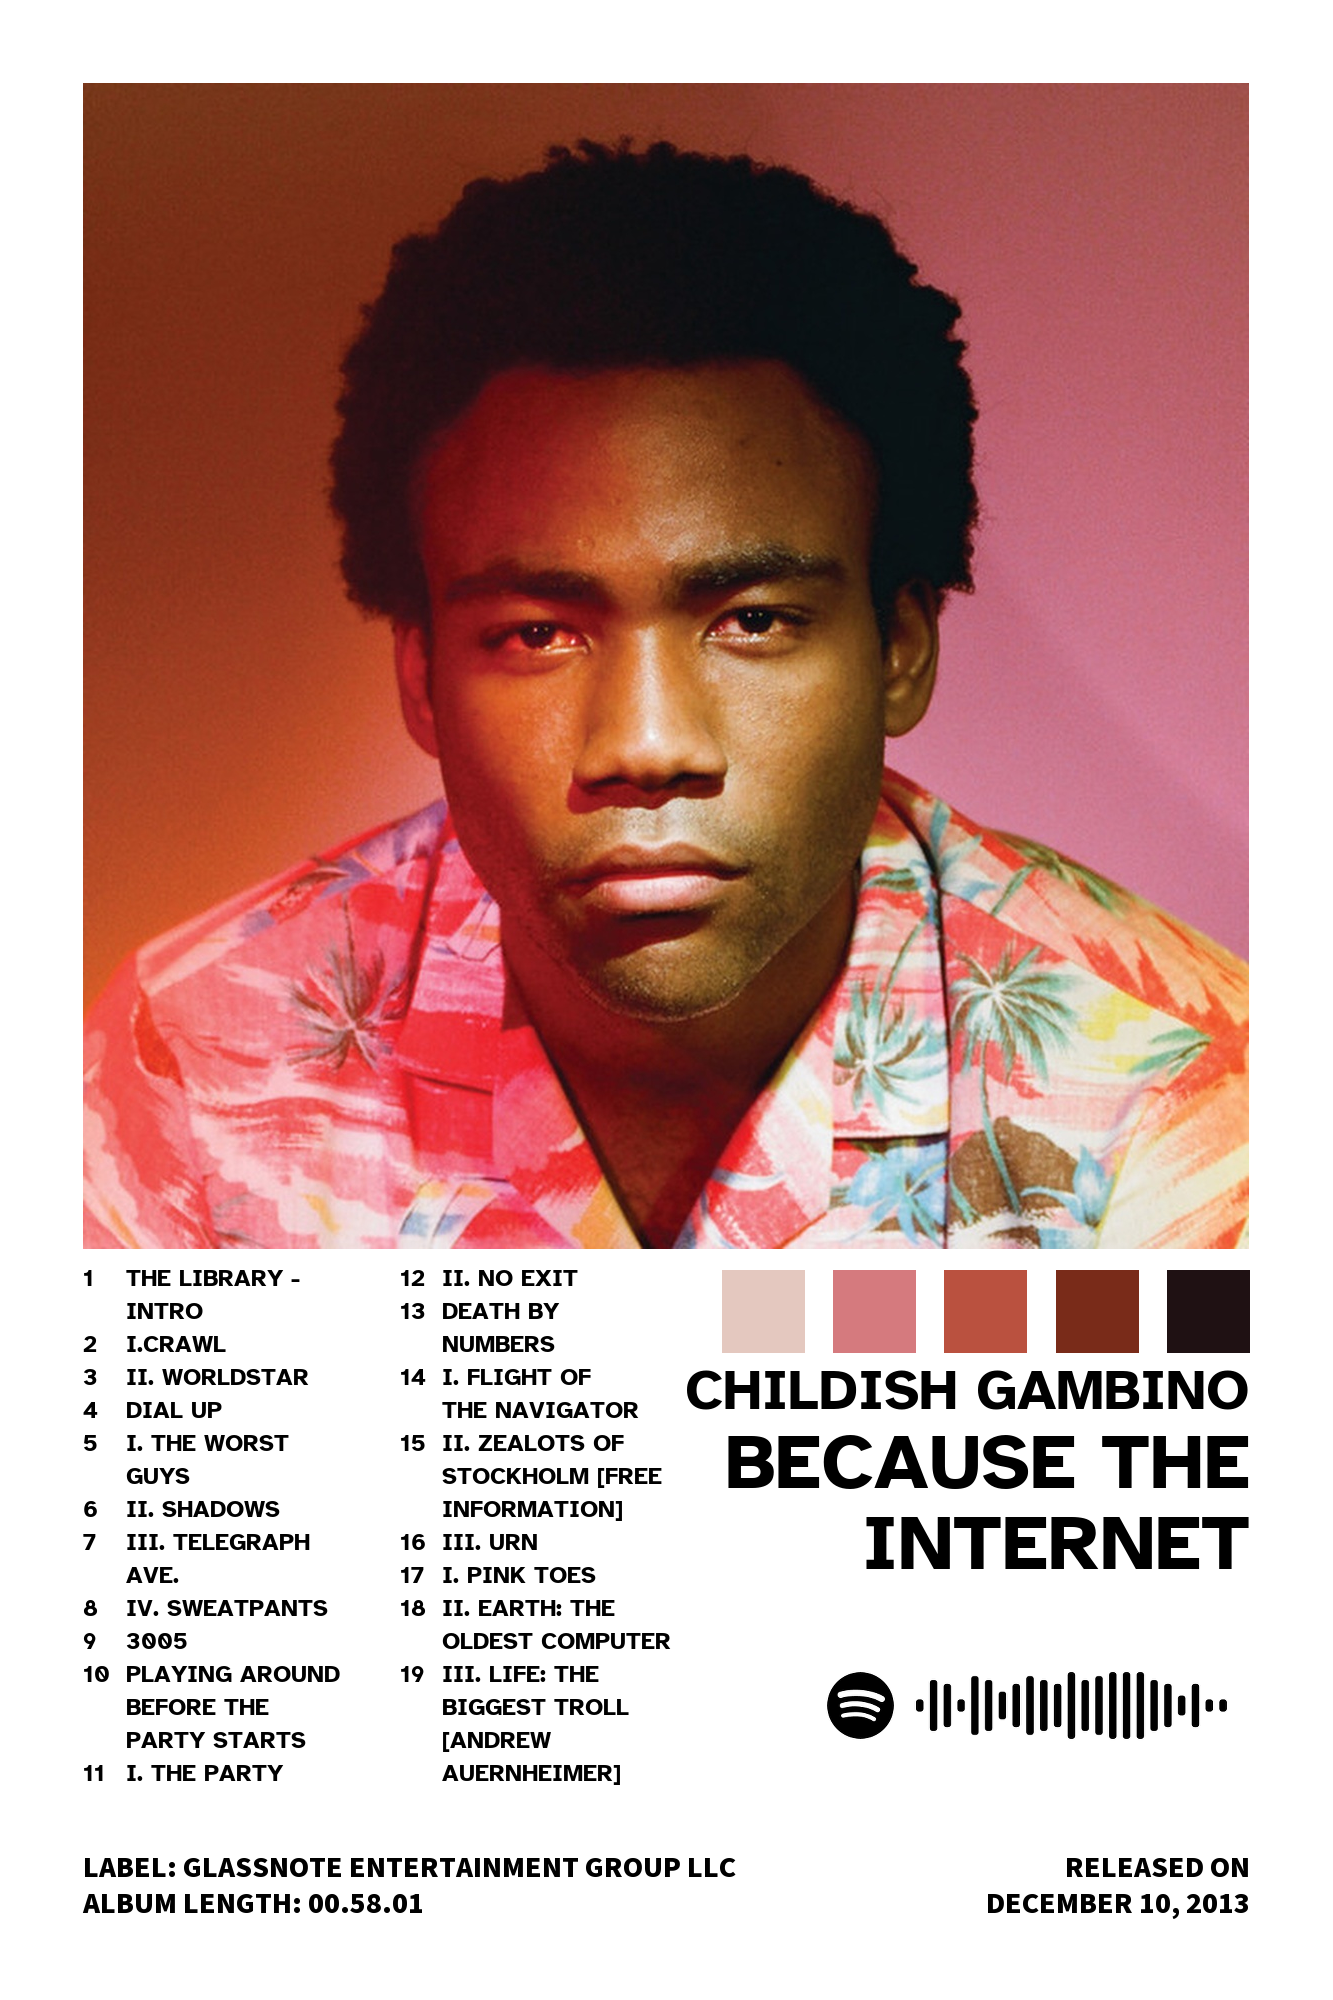 1 THE LIBRARY -
INTRO
2 I.CRAWL
3 II. WORLDSTAR
4 DIAL UP
5 I. THE WORST
GUYS
6 II. SHADOWS
7 III. TELEGRAPH
AVE.
8 IV. SWEATPANTS
9 3005
10 PLAYING AROUND
BEFORE THE
PARTY STARTS
11 I. THE PARTY
12 II. NO EXIT
13 DEATH BY
NUMBERS
14 I. FLIGHT OF
THE NAVIGATOR
15 II. ZEALOTS OF
STOCKHOLM [FREE
INFORMATION]
16 III. URN
17 I. PINK TOES
18 II. EARTH: THE
OLDEST COMPUTER
19 III. LIFE: THE
BIGGEST TROLL
[ANDREW
AUERNHEIMER]
CHILDISH GAMBINO
BECAUSE THE
INTERNET
LABEL: GLASSNOTE ENTERTAINMENT GROUP LLC
ALBUM LENGTH: 00.58.01
RELEASED ON
DECEMBER 10, 2013